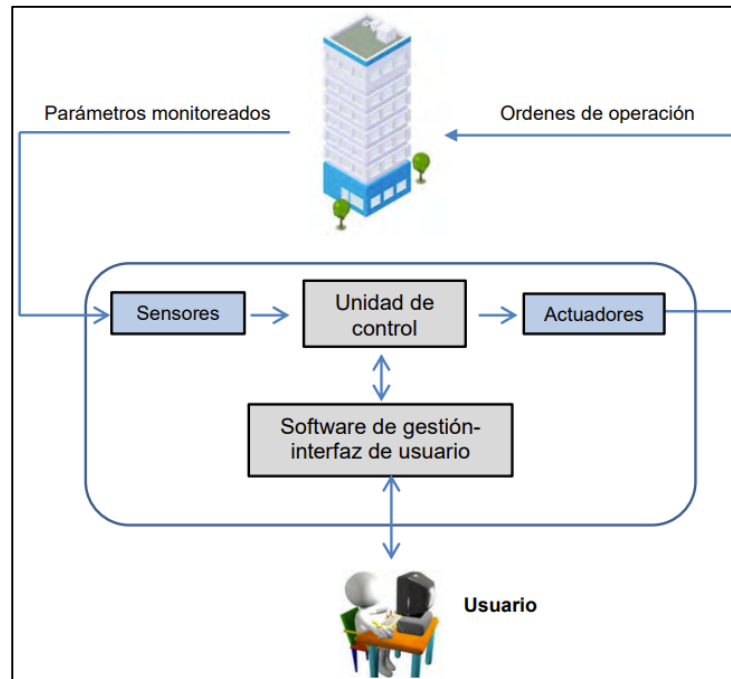 Parámetros monitoreados
Ordenes de operación
Sensores
Unidad de
control
Actuadores
Software de gestión-
interfaz de usuario
Usuario